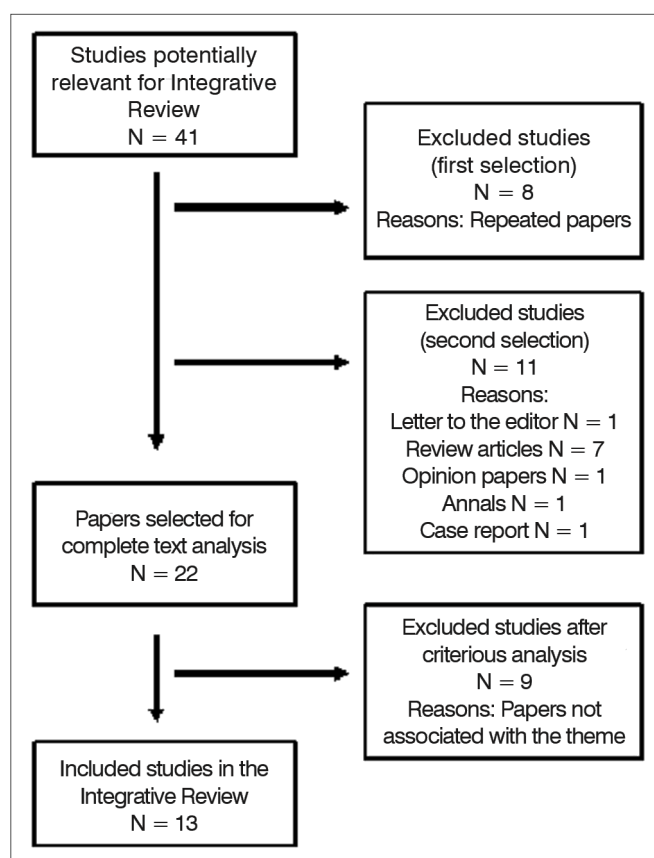 Studies potentially
relevant for Integrative
Review
N = 41
Excluded studies
(first selection)
N = 8
Reasons: Repeated papers
Excluded studies
(second selection)
N = 11
Reasons:
Letter to the editor N = 1
Review articles N = 7
Opinion papers N = 1
Annals N = 1
Case report N = 1
Papers selected for
complete text analysis
N = 22
Excluded studies after
criterious analysis
N = 9
Reasons: Papers not
associated with the theme
Included studies in the
Integrative Review
N = 13